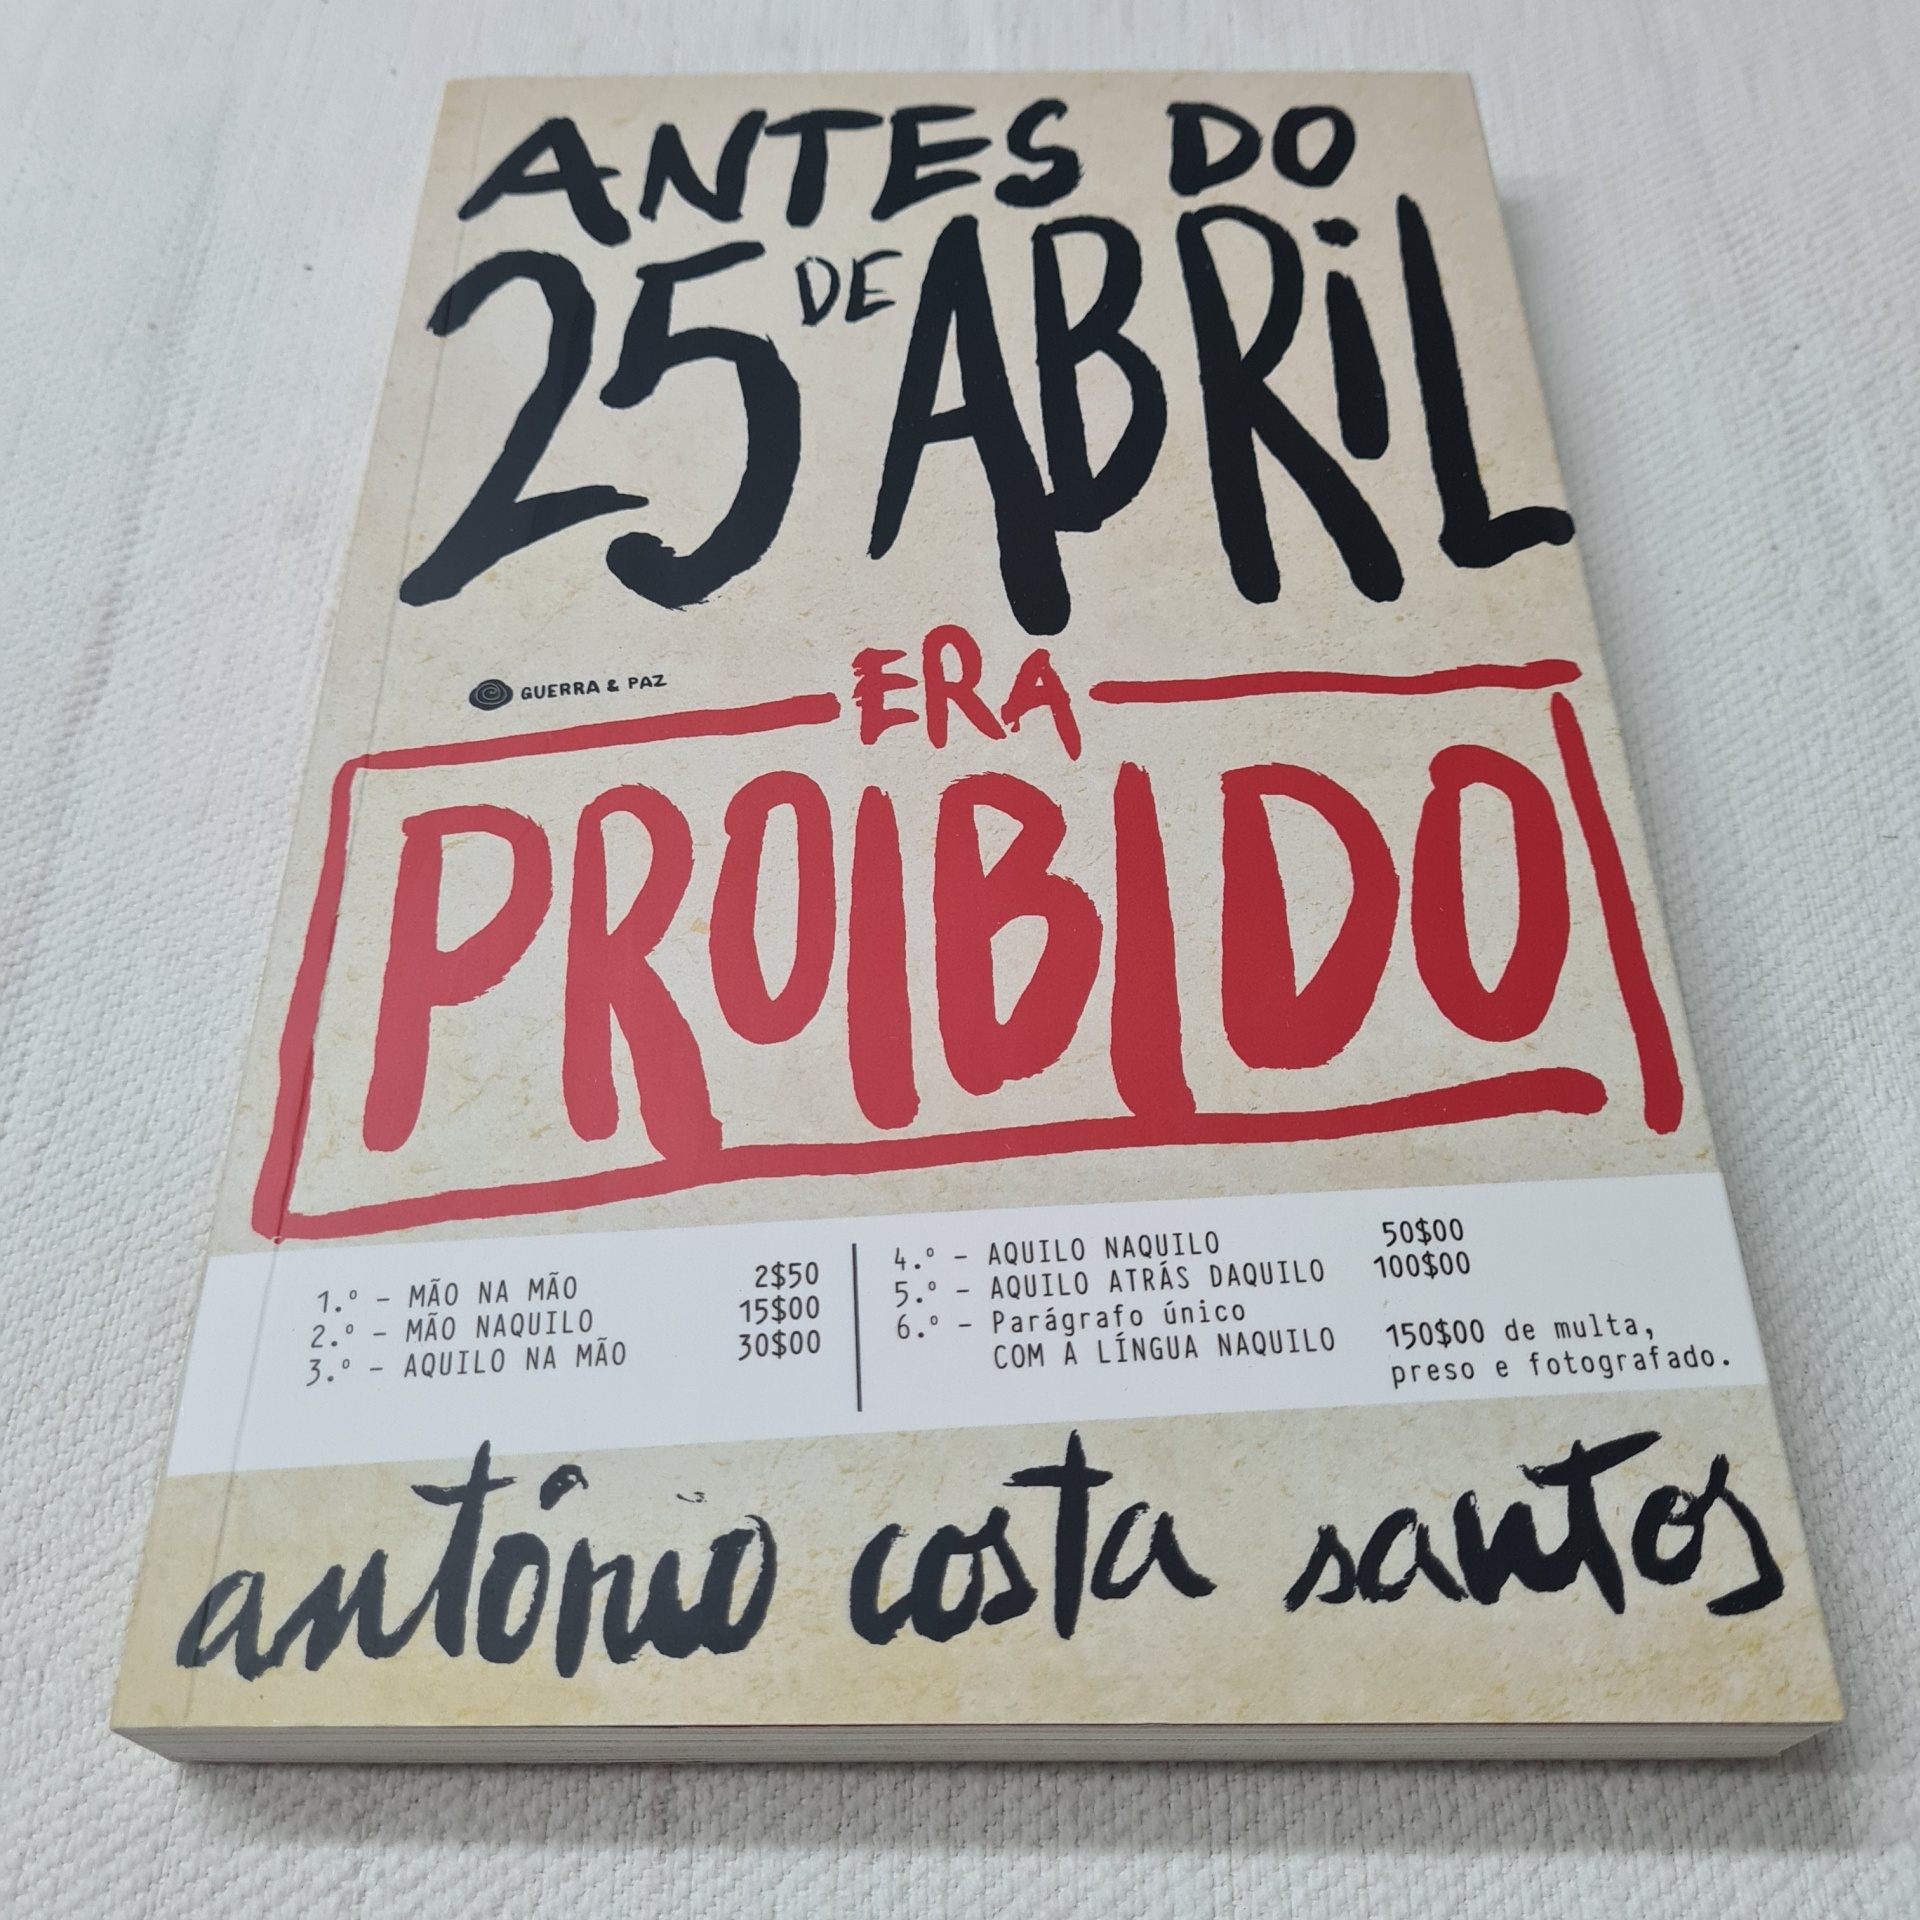 ANTES DO
25 DE ABRiL
GUERRA & PAZ
ERA
PROIBIDO
1.º - MÃO NA MÃO 2$50
2.º - MÃO NAQUILO 15$00
3.º - AQUILO NA MÃO 30$00
4.º - AQUILO NAQUILO 50$00
5.º - AQUILO ATRÁS DAQUILO 100$00
6.º - Parágrafo único
COM A LÍNGUA NAQUILO 150$00 de multa,
preso e fotografado.
antónio costa santos